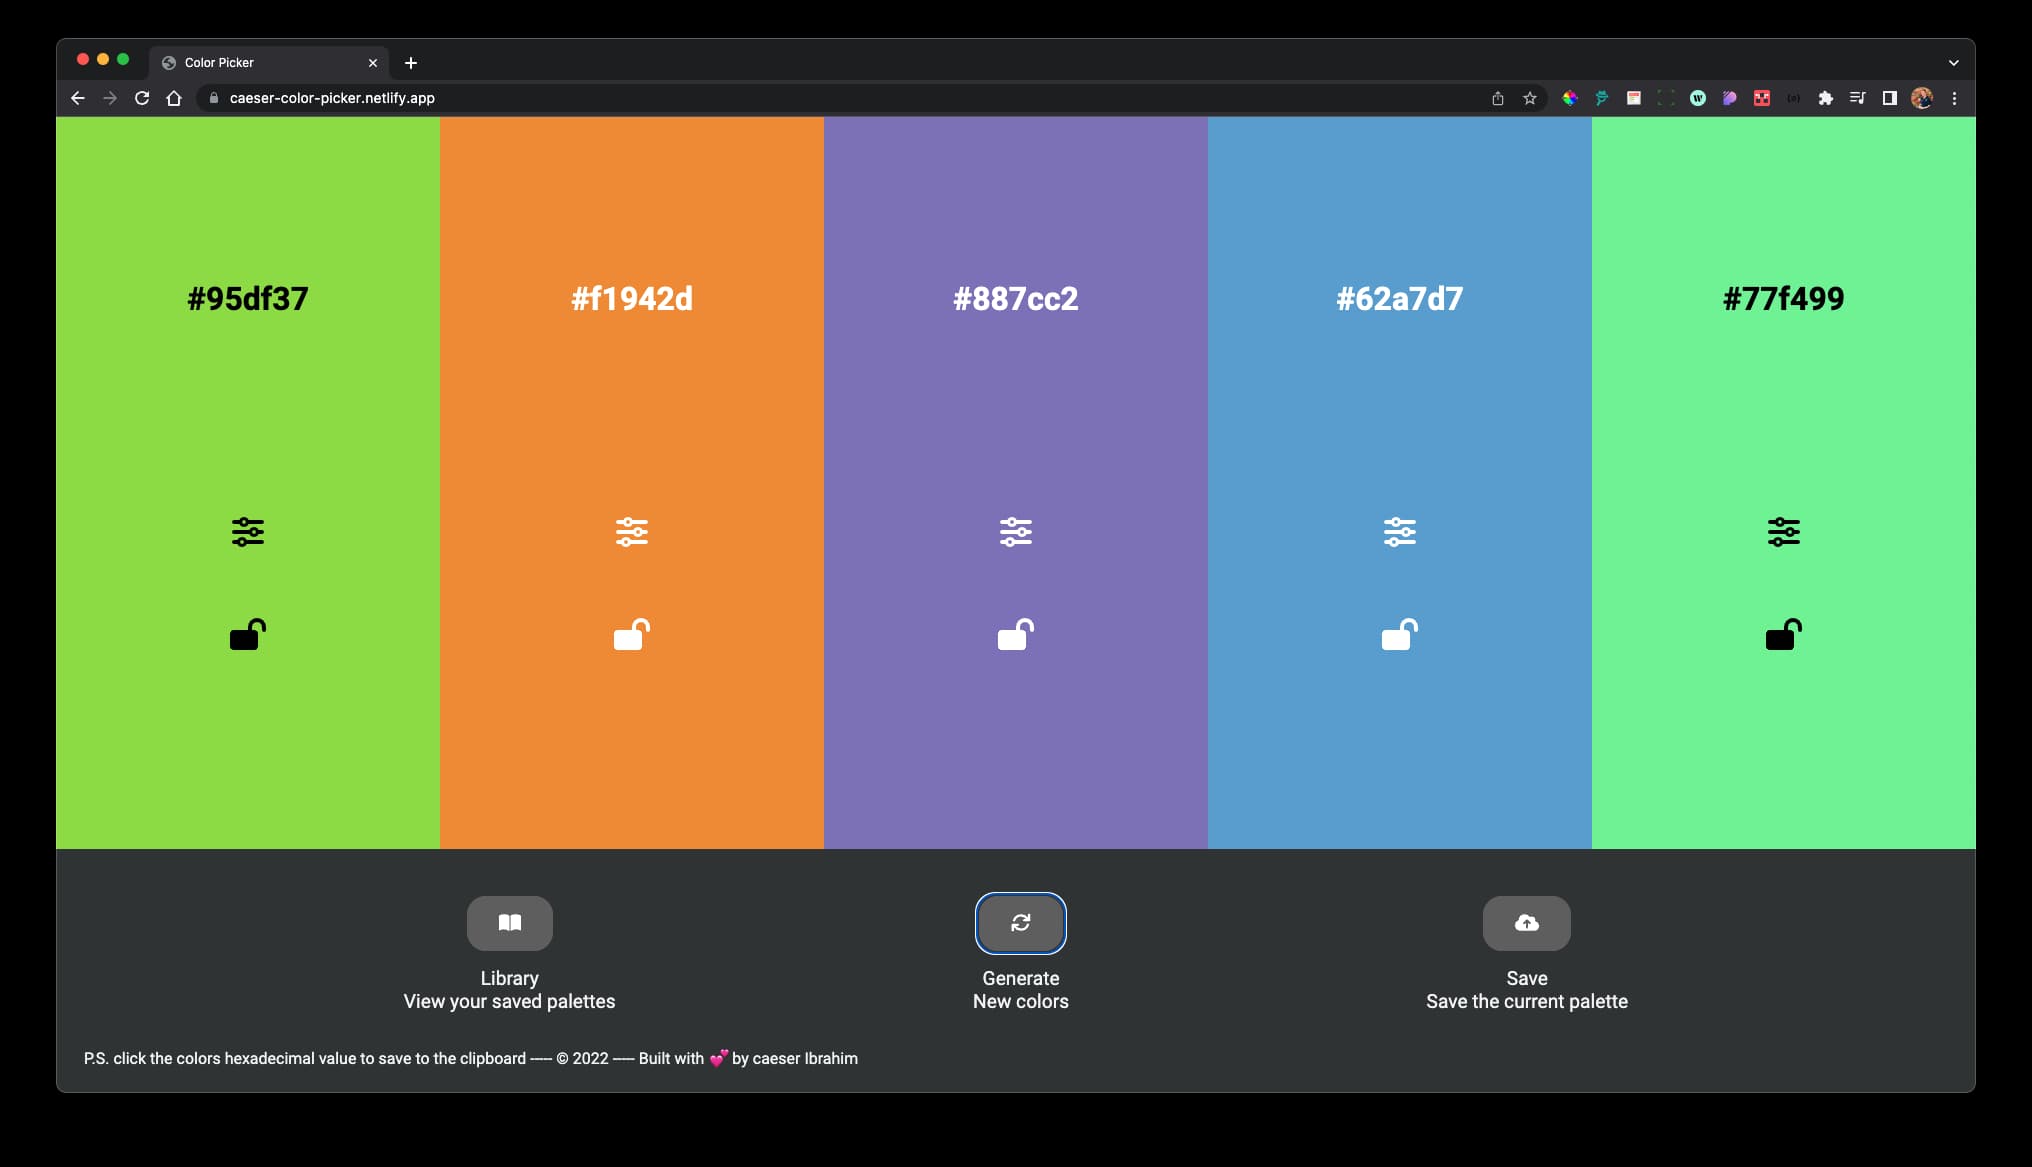 Color Picker
caeser-color-picker.netlify.app
#95df37
#f1942d
#887cc2
#62a7d7
#77f499
Library
View your saved palettes
Generate
New colors
Save
Save the current palette
P.S. click the colors hexadecimal value to save to the clipboard ----- © 2022 ----- Built with 💕 by caeser Ibrahim